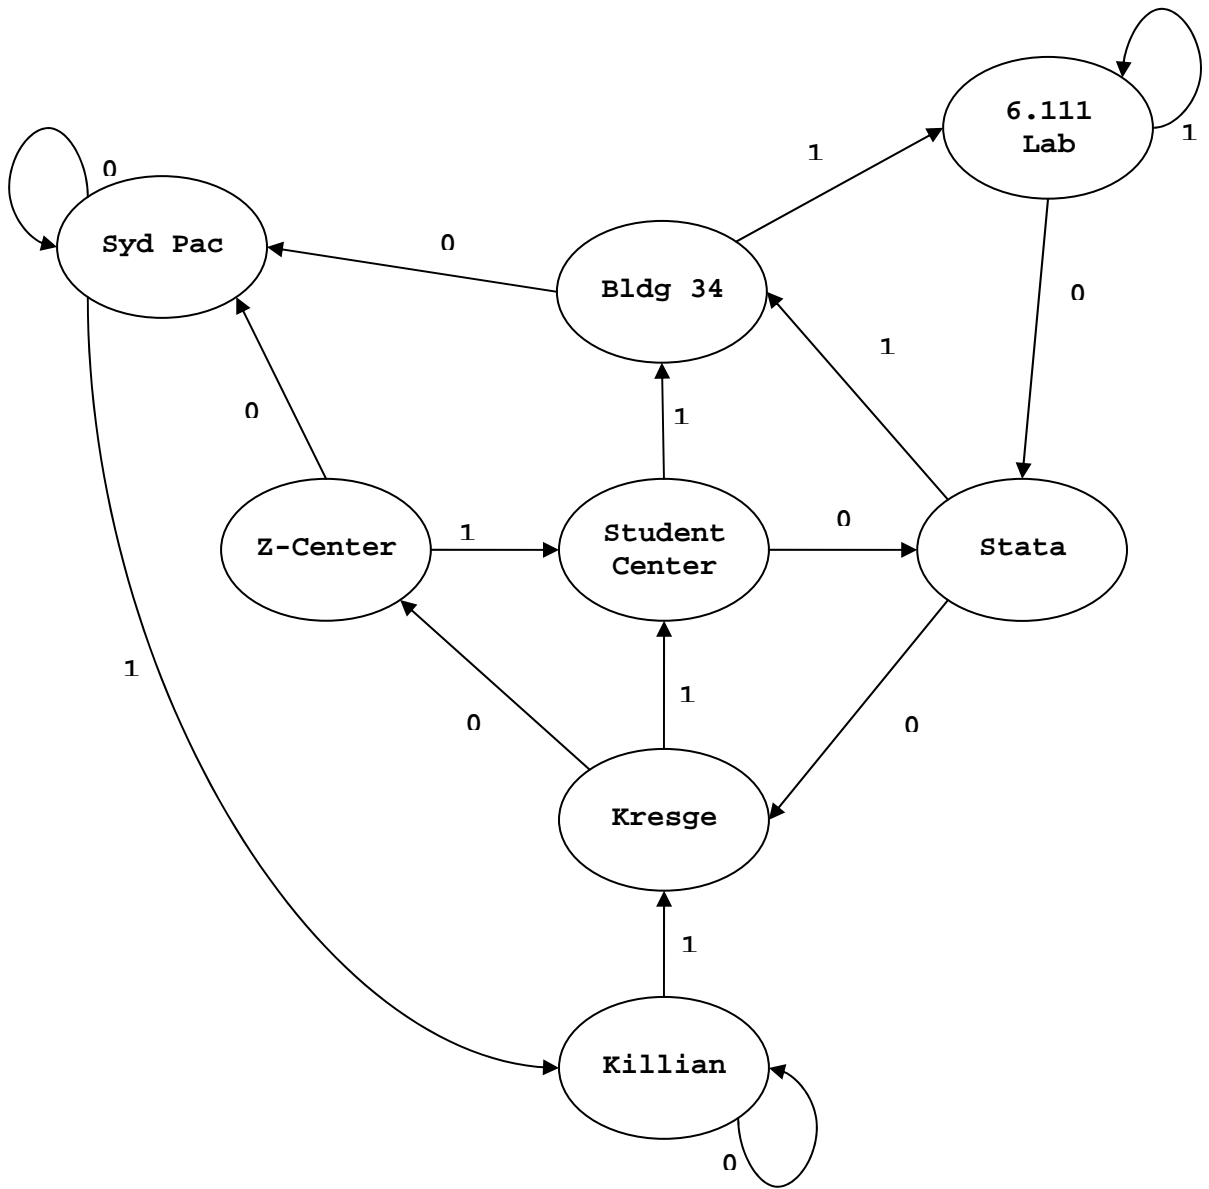 6.111
Lab
1
1
0
Syd Pac
0
Bldg 34
0
1
0
1
Z-Center
1
Student
Center
0
Stata
1
0
1
0
Kresge
1
Killian
0